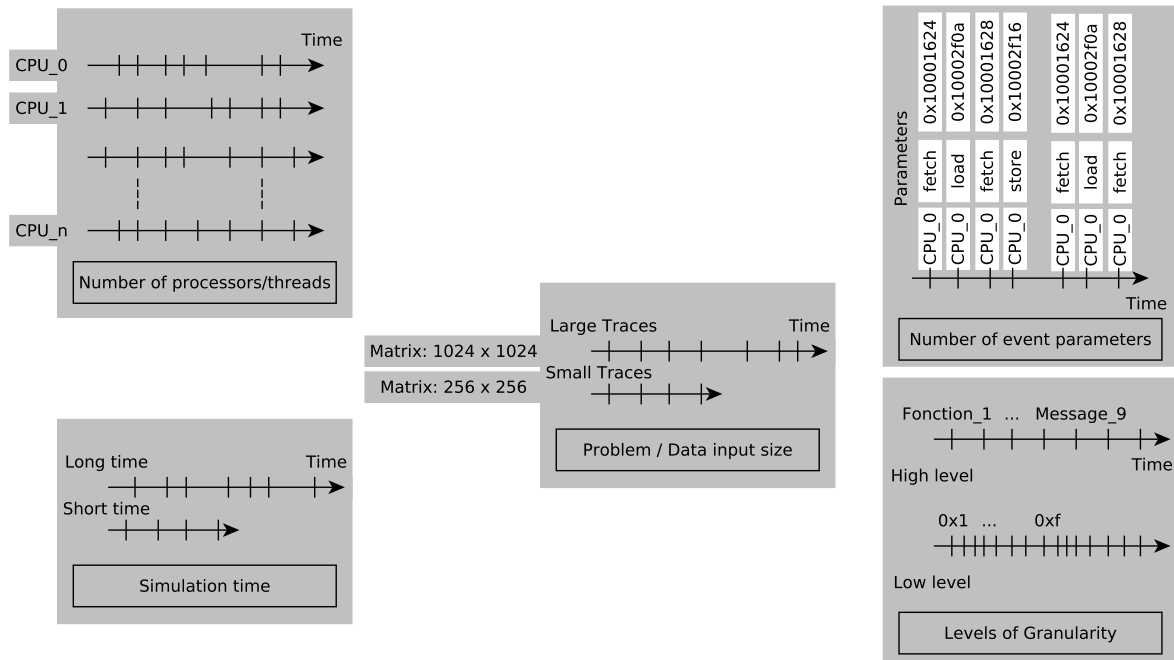 Time
CPU_0
CPU_1
CPU_n
Number of processors/threads
Long time
Time
Short time
Simulation time
Large Traces
Time
Matrix: 1024 x 1024
Small Traces
Matrix: 256 x 256
Problem / Data input size
Parameters
CPU_0 fetch 0x10001624
CPU_0 load 0x10002f0a
CPU_0 fetch 0x10001628
CPU_0 store 0x10002f16
CPU_0 fetch 0x10001624
CPU_0 load 0x10002f0a
CPU_0 fetch 0x10001628
Time
Number of event parameters
Fonction_1 ... Message_9
Time
High level
0x1 ... 0xf
Low level
Levels of Granularity